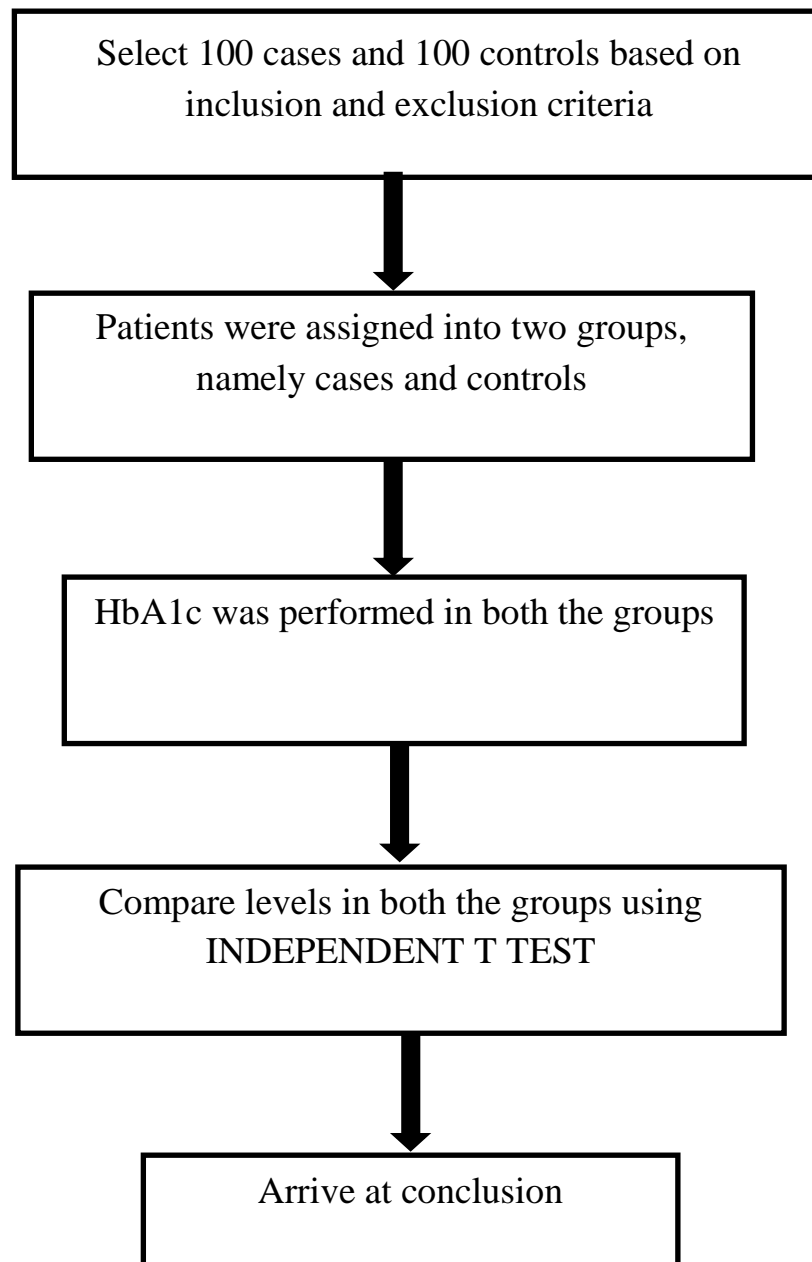 Select 100 cases and 100 controls based on
inclusion and exclusion criteria
Patients were assigned into two groups,
namely cases and controls
HbA1c was performed in both the groups
Compare levels in both the groups using
INDEPENDENT T TEST
Arrive at conclusion